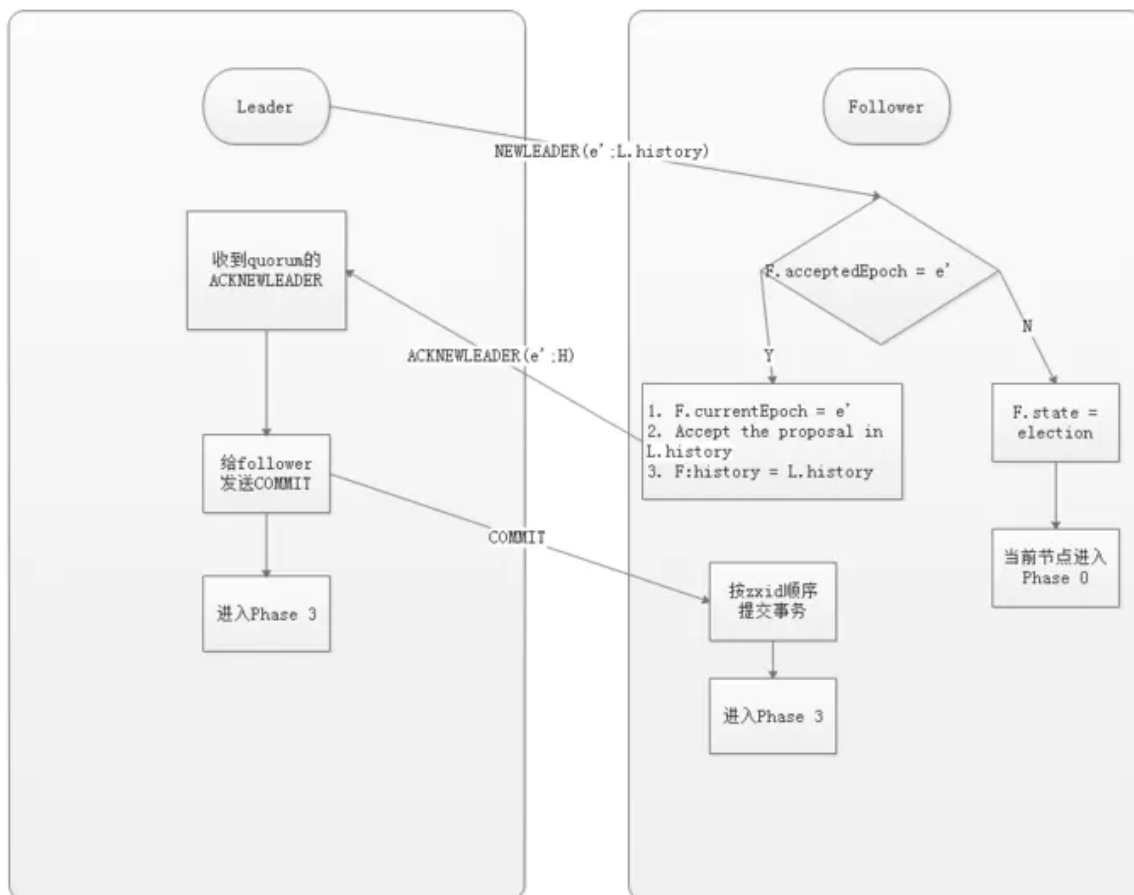 Leader
Follower
NEWLEADER(e';L.history)
收到quorum的
ACKNEWLEADER
F.acceptedEpoch = e'
N
Y
ACKNEWLEADER(e';H)
1. F.currentEpoch = e'
2. Accept the proposal in
L.history
3. F:history = L.history
F.state =
election
给follower
发送COMMIT
COMMIT
当前节点进入
Phase 0
按zxid顺序
提交事务
进入Phase 3
进入Phase 3